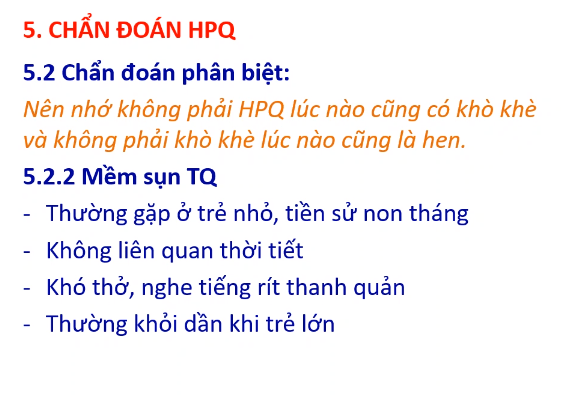 5. CHẨN ĐOÁN HPQ
5.2 Chẩn đoán phân biệt:
Nên nhớ không phải HPQ lúc nào cũng có khò khè
và không phải khò khè lúc nào cũng là hen.
5.2.2 Mềm sụn TQ
- Thường gặp ở trẻ nhỏ, tiền sử non tháng
- Không liên quan thời tiết
- Khó thở, nghe tiếng rít thanh quản
- Thường khỏi dần khi trẻ lớn